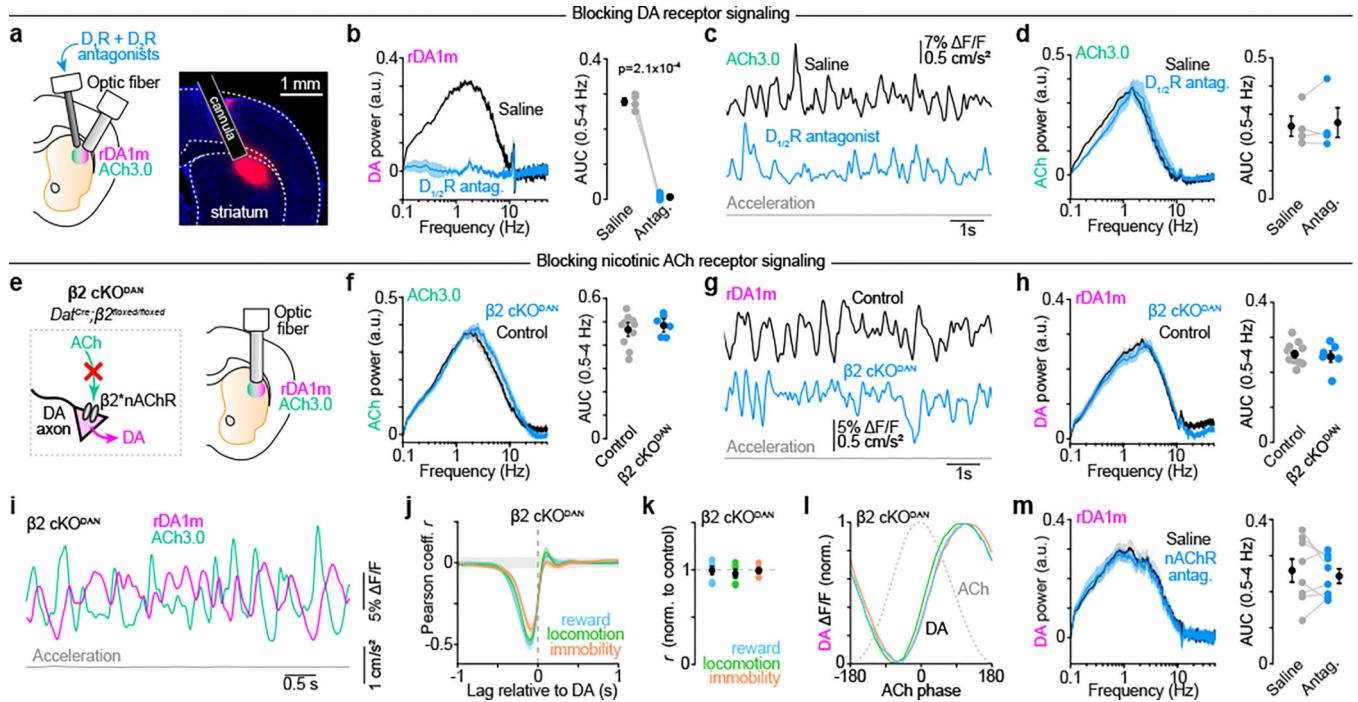 Blocking DA receptor signaling
a
D₁R + D₂R
antagonists
Optic fiber
rDA1m
ACh3.0
1 mm
cannula
striatum
b
rDA1m
DA power (a.u.)
0.4
0
Saline
D₁/₂R antag.
0.1 1 10
Frequency (Hz)
AUC (0.5-4 Hz)
0.4
0
p=2.1x10⁻⁴
Saline
Antag.
c
ACh3.0
Saline
7% ΔF/F
0.5 cm/s²
D₁/₂R antagonist
Acceleration
1s
d
ACh3.0
ACh power (a.u.)
0.5
0
Saline
D₁/₂R antag.
0.1 1 10
Frequency (Hz)
AUC (0.5-4 Hz)
0.5
0
Saline
Antag.
Blocking nicotinic ACh receptor signaling
e
β2 cKOᴰᴬᴺ
Datᶜʳᵉ;β2ᶠˡᵒˣᵉᵈ/ᶠˡᵒˣᵉᵈ
ACh
β2*nAChR
DA
axon
DA
Optic
fiber
rDA1m
ACh3.0
f
ACh3.0
ACh power (a.u.)
0.5
0
β2 cKOᴰᴬᴺ
Control
0.1 1 10
Frequency (Hz)
AUC (0.5-4 Hz)
0.6
0
Control
β2 cKOᴰᴬᴺ
g
rDA1m
Control
β2 cKOᴰᴬᴺ
5% ΔF/F
0.5 cm/s²
Acceleration
1s
h
rDA1m
DA power (a.u.)
0.4
0
β2 cKOᴰᴬᴺ
Control
0.1 1 10
Frequency (Hz)
AUC (0.5-4 Hz)
0.4
0
Control
β2 cKOᴰᴬᴺ
i
β2 cKOᴰᴬᴺ
rDA1m
ACh3.0
5% ΔF/F
1 cm/s²
Acceleration
0.5 s
j
β2 cKOᴰᴬᴺ
Pearson coeff. r
0
-0.5
reward
locomotion
immobility
-1 0 1
Lag relative to DA (s)
k
β2 cKOᴰᴬᴺ
r (norm. to control)
1
0
reward
locomotion
immobility
l
β2 cKOᴰᴬᴺ
DA ΔF/F (norm.)
1
0
ACh
DA
-180 0 180
ACh phase
m
rDA1m
DA power (a.u.)
0.4
0
Saline
nAChR
antag.
0.1 1 10
Frequency (Hz)
AUC (0.5-4 Hz)
0.4
0
Saline
Antag.